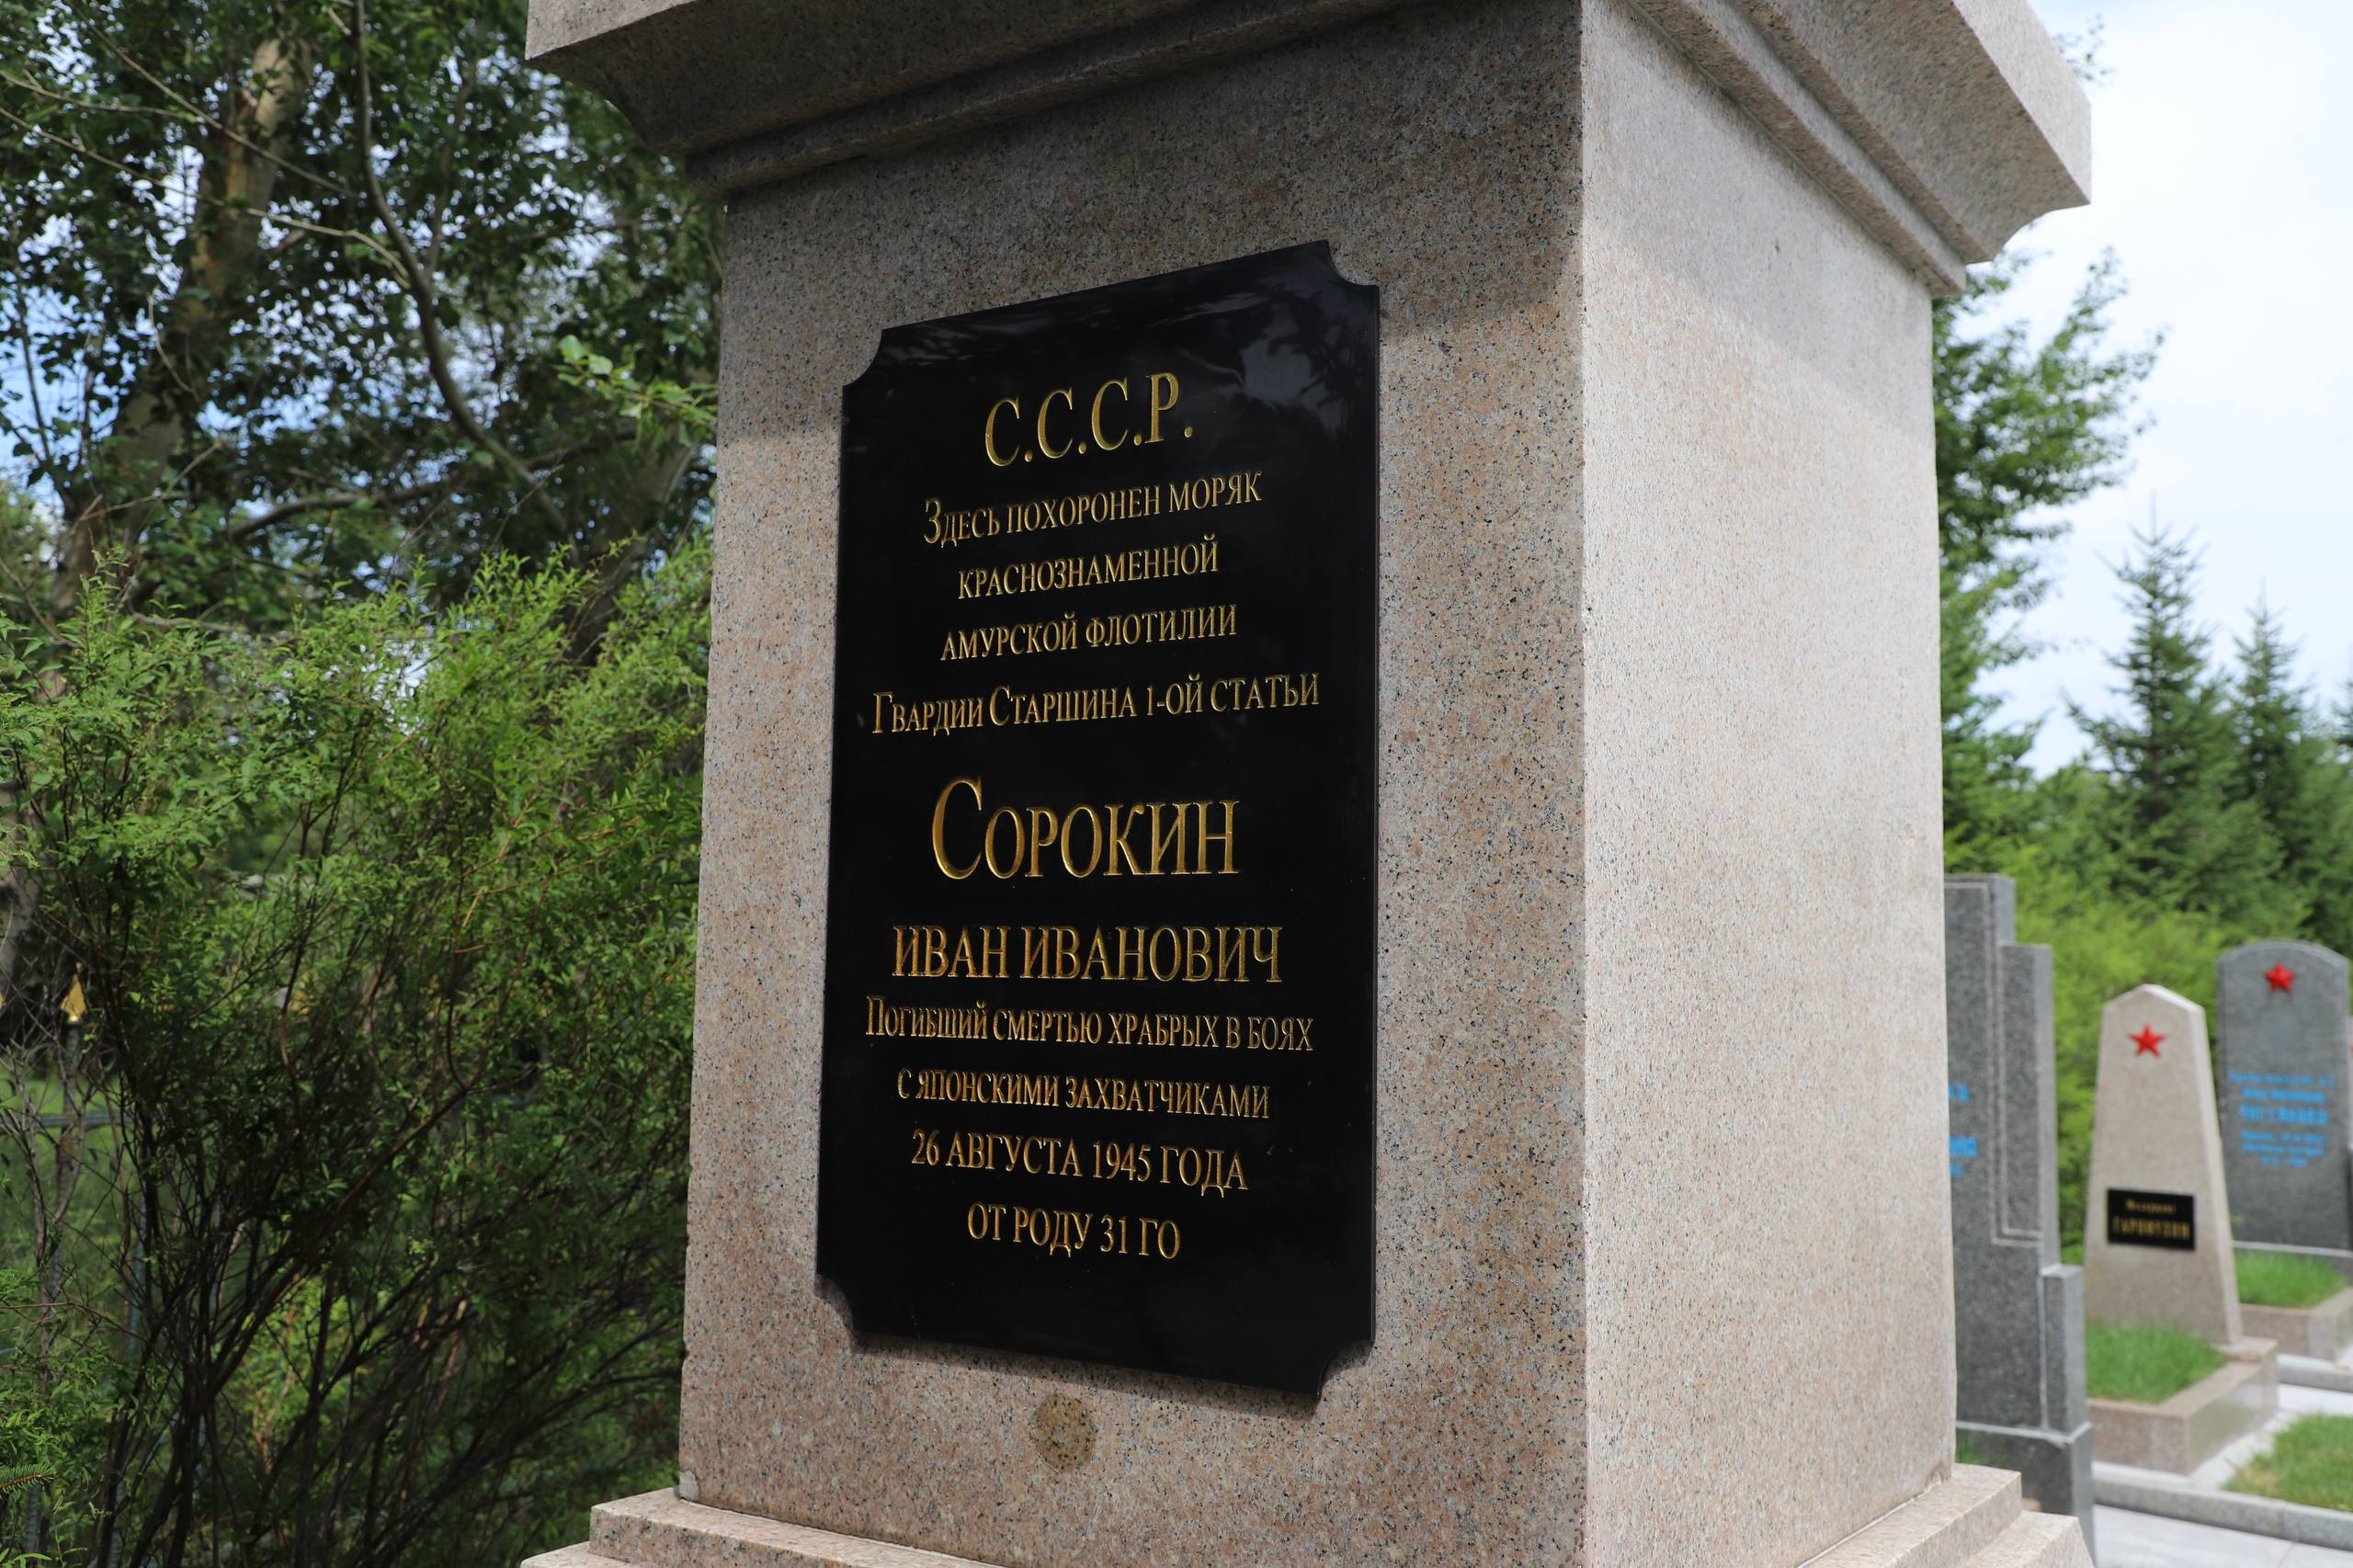 С.С.С.Р.
Здесь похоронен моряк
краснознаменной
амурской флотилии
Гвардии Старшина 1-ой статьи
Сорокин
иван иванович
Погибший смертью храбрых в боях
с японскими захватчиками
26 августа 1945 года
от роду 31 го